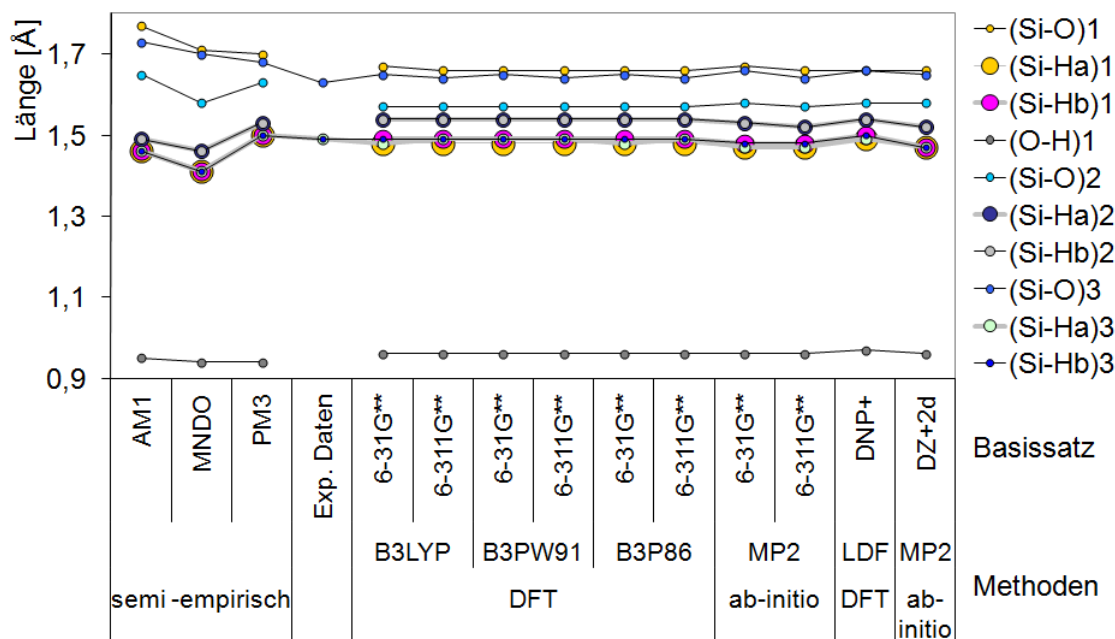 Länge [Å]
1,7
1,5
1,3
1,1
0,9
(Si-O)1
(Si-Ha)1
(Si-Hb)1
(O-H)1
(Si-O)2
(Si-Ha)2
(Si-Hb)2
(Si-O)3
(Si-Ha)3
(Si-Hb)3
AM1
MNDO
PM3
Exp. Daten
6-31G**
6-311G**
6-31G**
6-311G**
6-31G**
6-311G**
6-31G**
6-311G**
DNP+
DZ+2d
Basissatz
B3LYP
B3PW91
B3P86
MP2
LDF
MP2
semi -empirisch
DFT
ab-initio
DFT
ab-
initio
Methoden